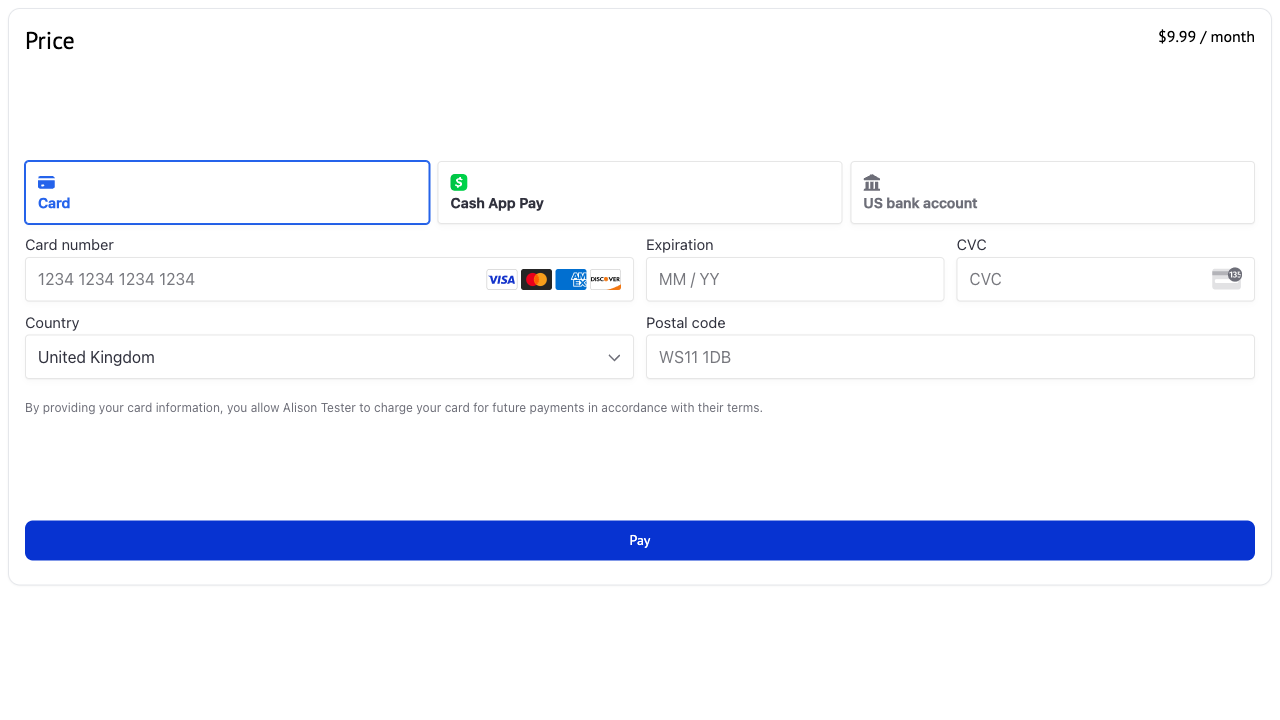 Price
$9.99 / month
Card
Cash App Pay
US bank account
Card number
Expiration
CVC
1234 1234 1234 1234
VISA
AM
EX
DISCOVER
MM / YY
CVC
135
Country
Postal code
United Kingdom
WS11 1DB
By providing your card information, you allow Alison Tester to charge your card for future payments in accordance with their terms.
Pay